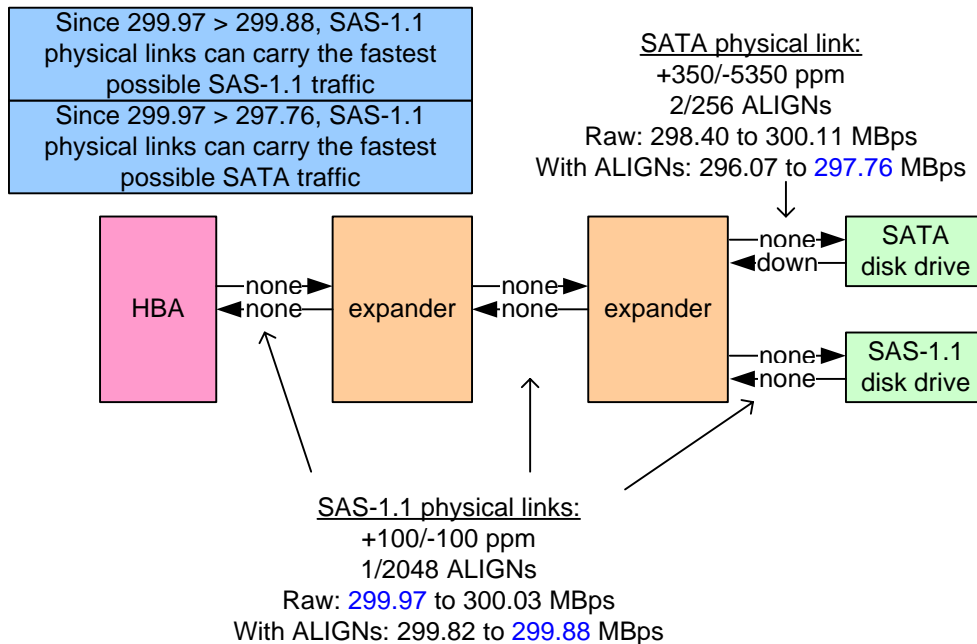 Since 299.97 > 299.88, SAS-1.1
physical links can carry the fastest
possible SAS-1.1 traffic
Since 299.97 > 297.76, SAS-1.1
physical links can carry the fastest
possible SATA traffic
SATA physical link:
+350/-5350 ppm
2/256 ALIGNs
Raw: 298.40 to 300.11 MBps
With ALIGNs: 296.07 to 297.76 MBps
HBA
none
none
expander
none
none
expander
none
down
SATA
disk drive
none
none
SAS-1.1
disk drive
SAS-1.1 physical links:
+100/-100 ppm
1/2048 ALIGNs
Raw: 299.97 to 300.03 MBps
With ALIGNs: 299.82 to 299.88 MBps